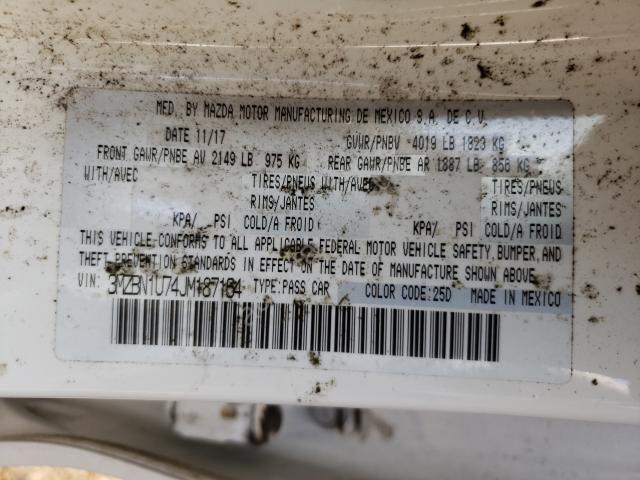 MFD. BY MAZDA MOTOR MANUFACTURING DE MEXICO S.A. DE C.V.
DATE 11/17 GVWR/PNBV 4019 LB 1823 KG
FRONT GAWR/PNBE AV 2149 LB 975 KG REAR GAWR/PNBE AR 1887 LB 856 KG
WITH/AVEC TIRES/PNEUS WITH/AVEC TIRES/PNEUS
RIMS/JANTES RIMS/JANTES
KPA/ PSI COLD/A FROID KPA/ PSI COLD/A FROID
THIS VEHICLE CONFORMS TO ALL APPLICABLE FEDERAL MOTOR VEHICLE SAFETY, BUMPER, AND
THEFT PREVENTION STANDARDS IN EFFECT ON THE DATE OF MANUFACTURE SHOWN ABOVE.
VIN: 3MZBN1U74JM187184 TYPE:PASS CAR COLOR CODE:25D MADE IN MEXICO